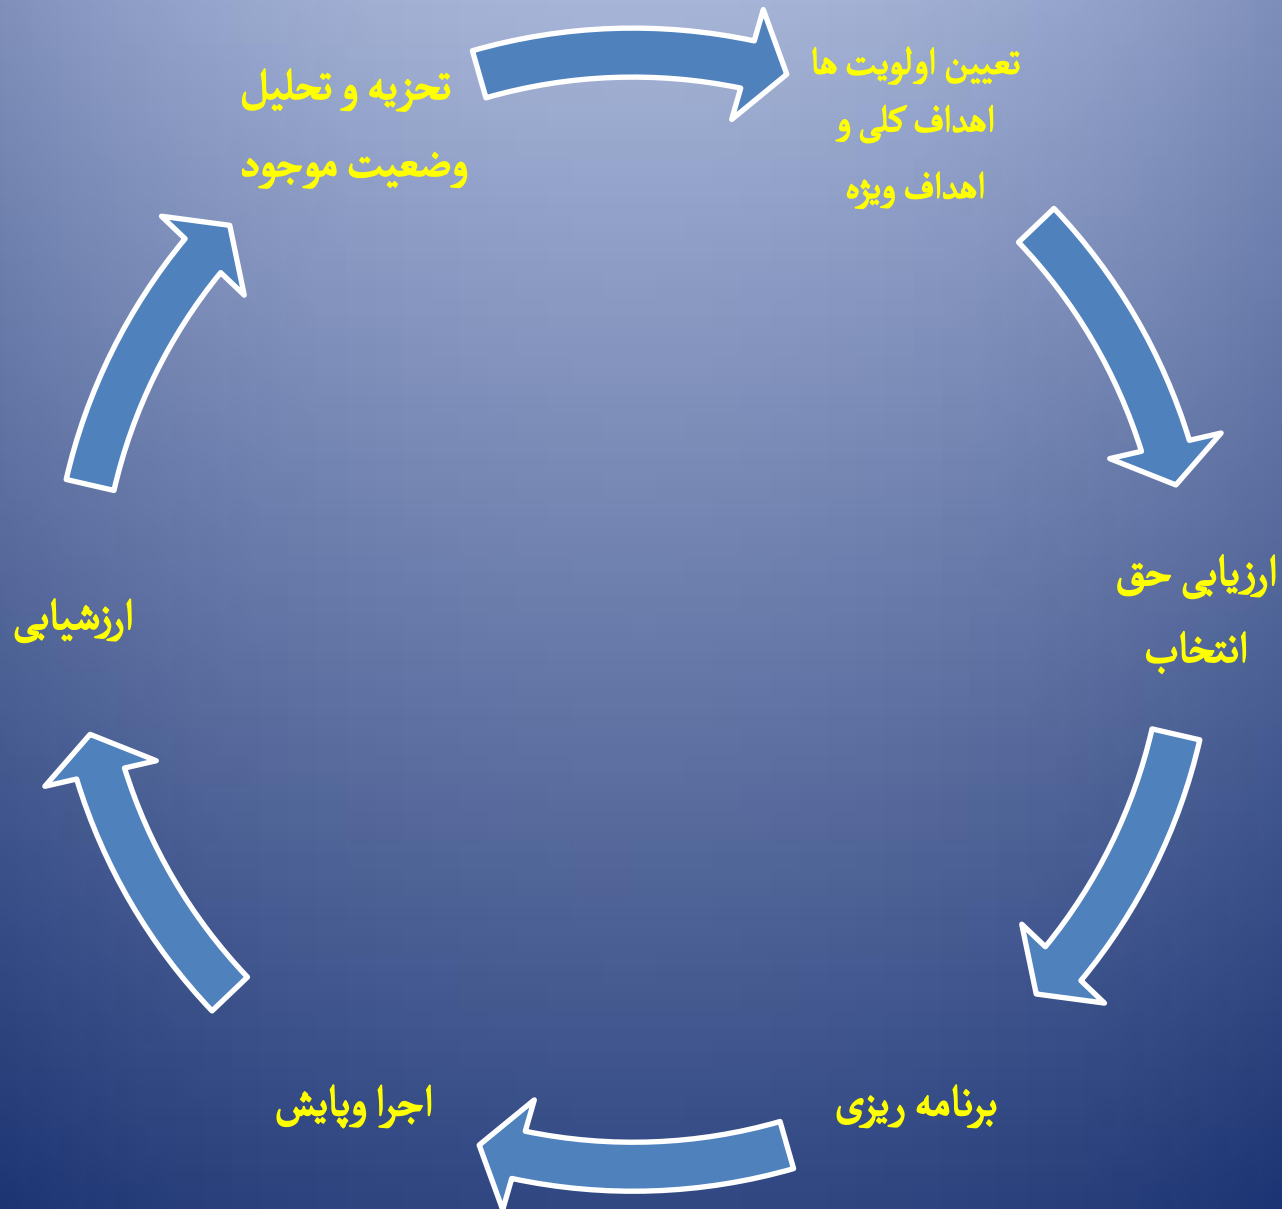 تحزیه و تحلیل
وضعیت موجود
تعیین اولویت ها
اهداف کلی و
اهداف ویژه
ارزیابی حق
انتخاب
برنامه ریزی
اجرا وپایش
ارزشیابی